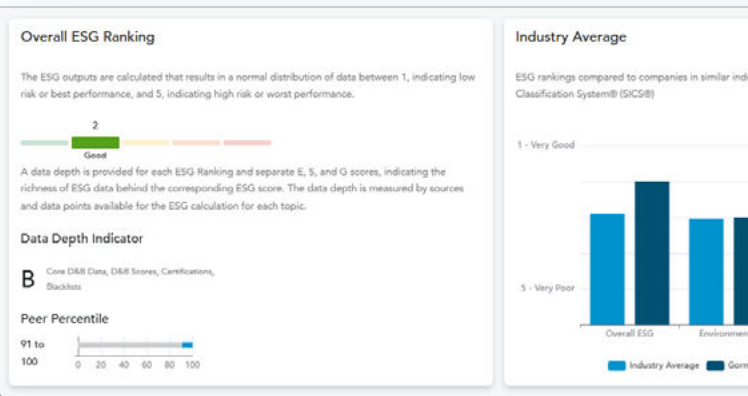 Overall ESG Ranking
The ESG outputs are calculated that results in a normal distribution of data between 1, indicating low
risk or best performance, and 5, indicating high risk or worst performance.
2
Good
A data depth is provided for each ESG Ranking and separate E, S, and G scores, indicating the
richness of ESG data behind the corresponding ESG score. The data depth is measured by sources
and data points available for the ESG calculation for each topic.
Data Depth Indicator
B
Core D&B Data, D&B Scores, Certifications,
Blacklists
Peer Percentile
91 to
100
0 20 40 60 80 100
Industry Average
ESG rankings compared to companies in similar ind
Classification System® (SICS®)
1 - Very Good
5 - Very Poor
Overall ESG Environmen
Industry Average Gorm